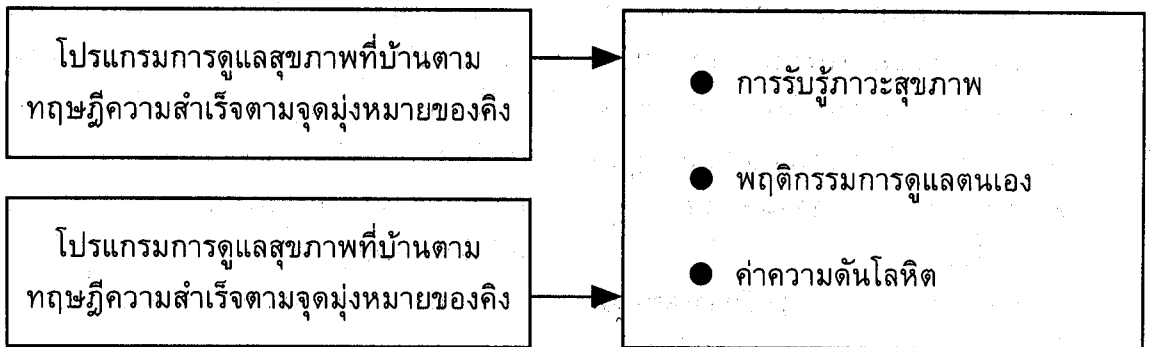 โปรแกรมการดูแลสุขภาพที่บ้านตาม
ทฤษฎีความสำเร็จตามจุดมุ่งหมายของคิง
โปรแกรมการดูแลสุขภาพที่บ้านตาม
ทฤษฎีความสำเร็จตามจุดมุ่งหมายของคิง
● การรับรู้ภาวะสุขภาพ
● พฤติกรรมการดูแลตนเอง
● ค่าความดันโลหิต